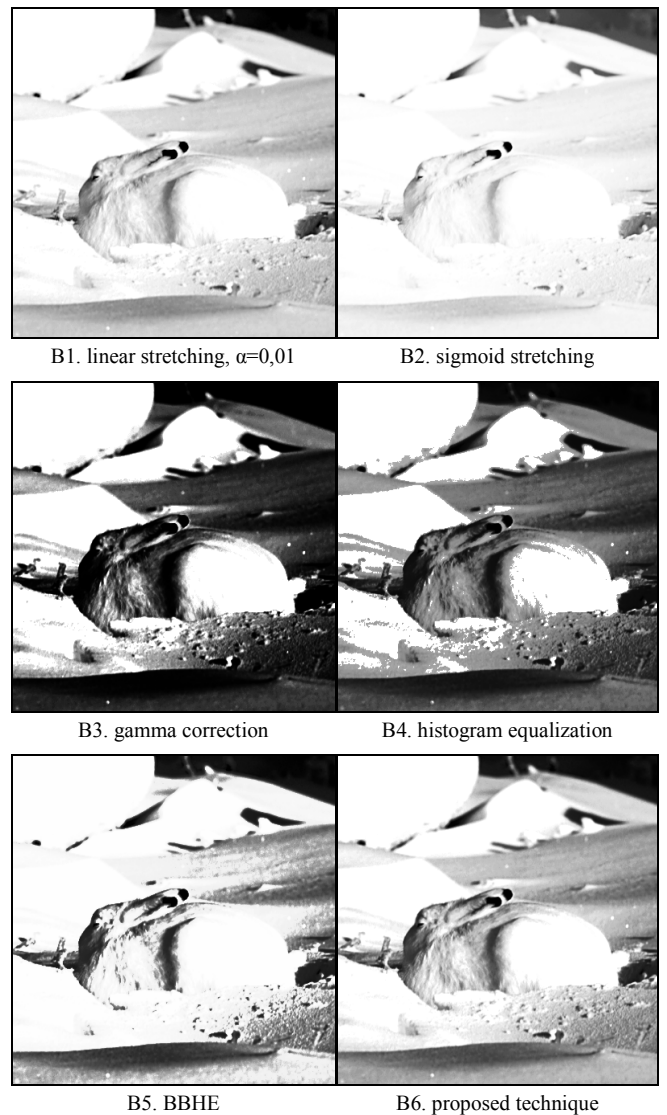 B1. linear stretching, α=0,01
B2. sigmoid stretching
B3. gamma correction
B4. histogram equalization
B5. BBHE
B6. proposed technique